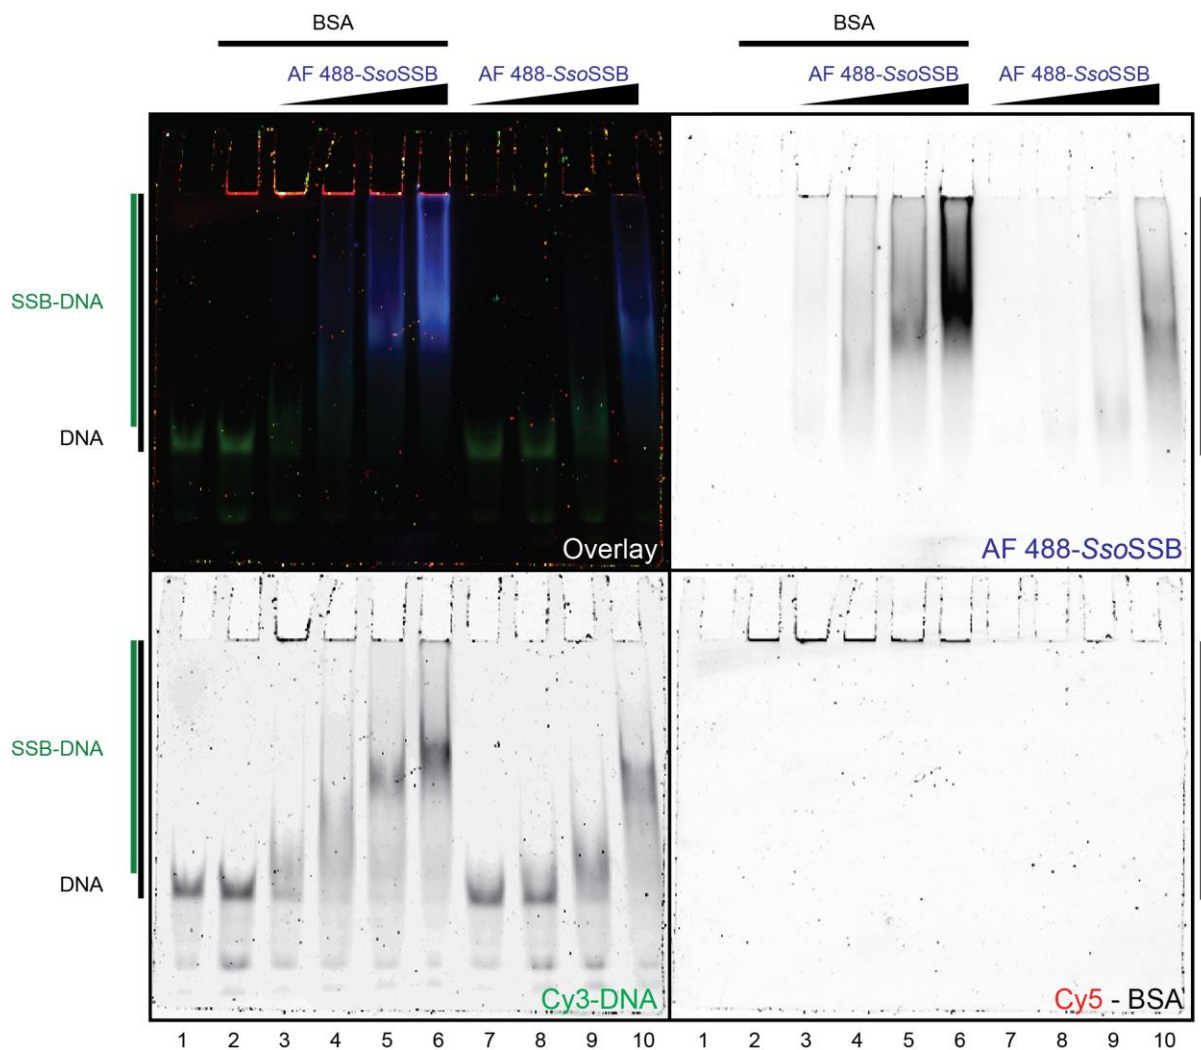 BSA
BSA
AF 488-SsoSSB
AF 488-SsoSSB
AF 488-SsoSSB
AF 488-SsoSSB
SSB-DNA
DNA
Overlay
AF 488-SsoSSB
SSB-DNA
DNA
Cy3-DNA
Cy5 - BSA
1 2 3 4 5 6 7 8 9 10
1 2 3 4 5 6 7 8 9 10